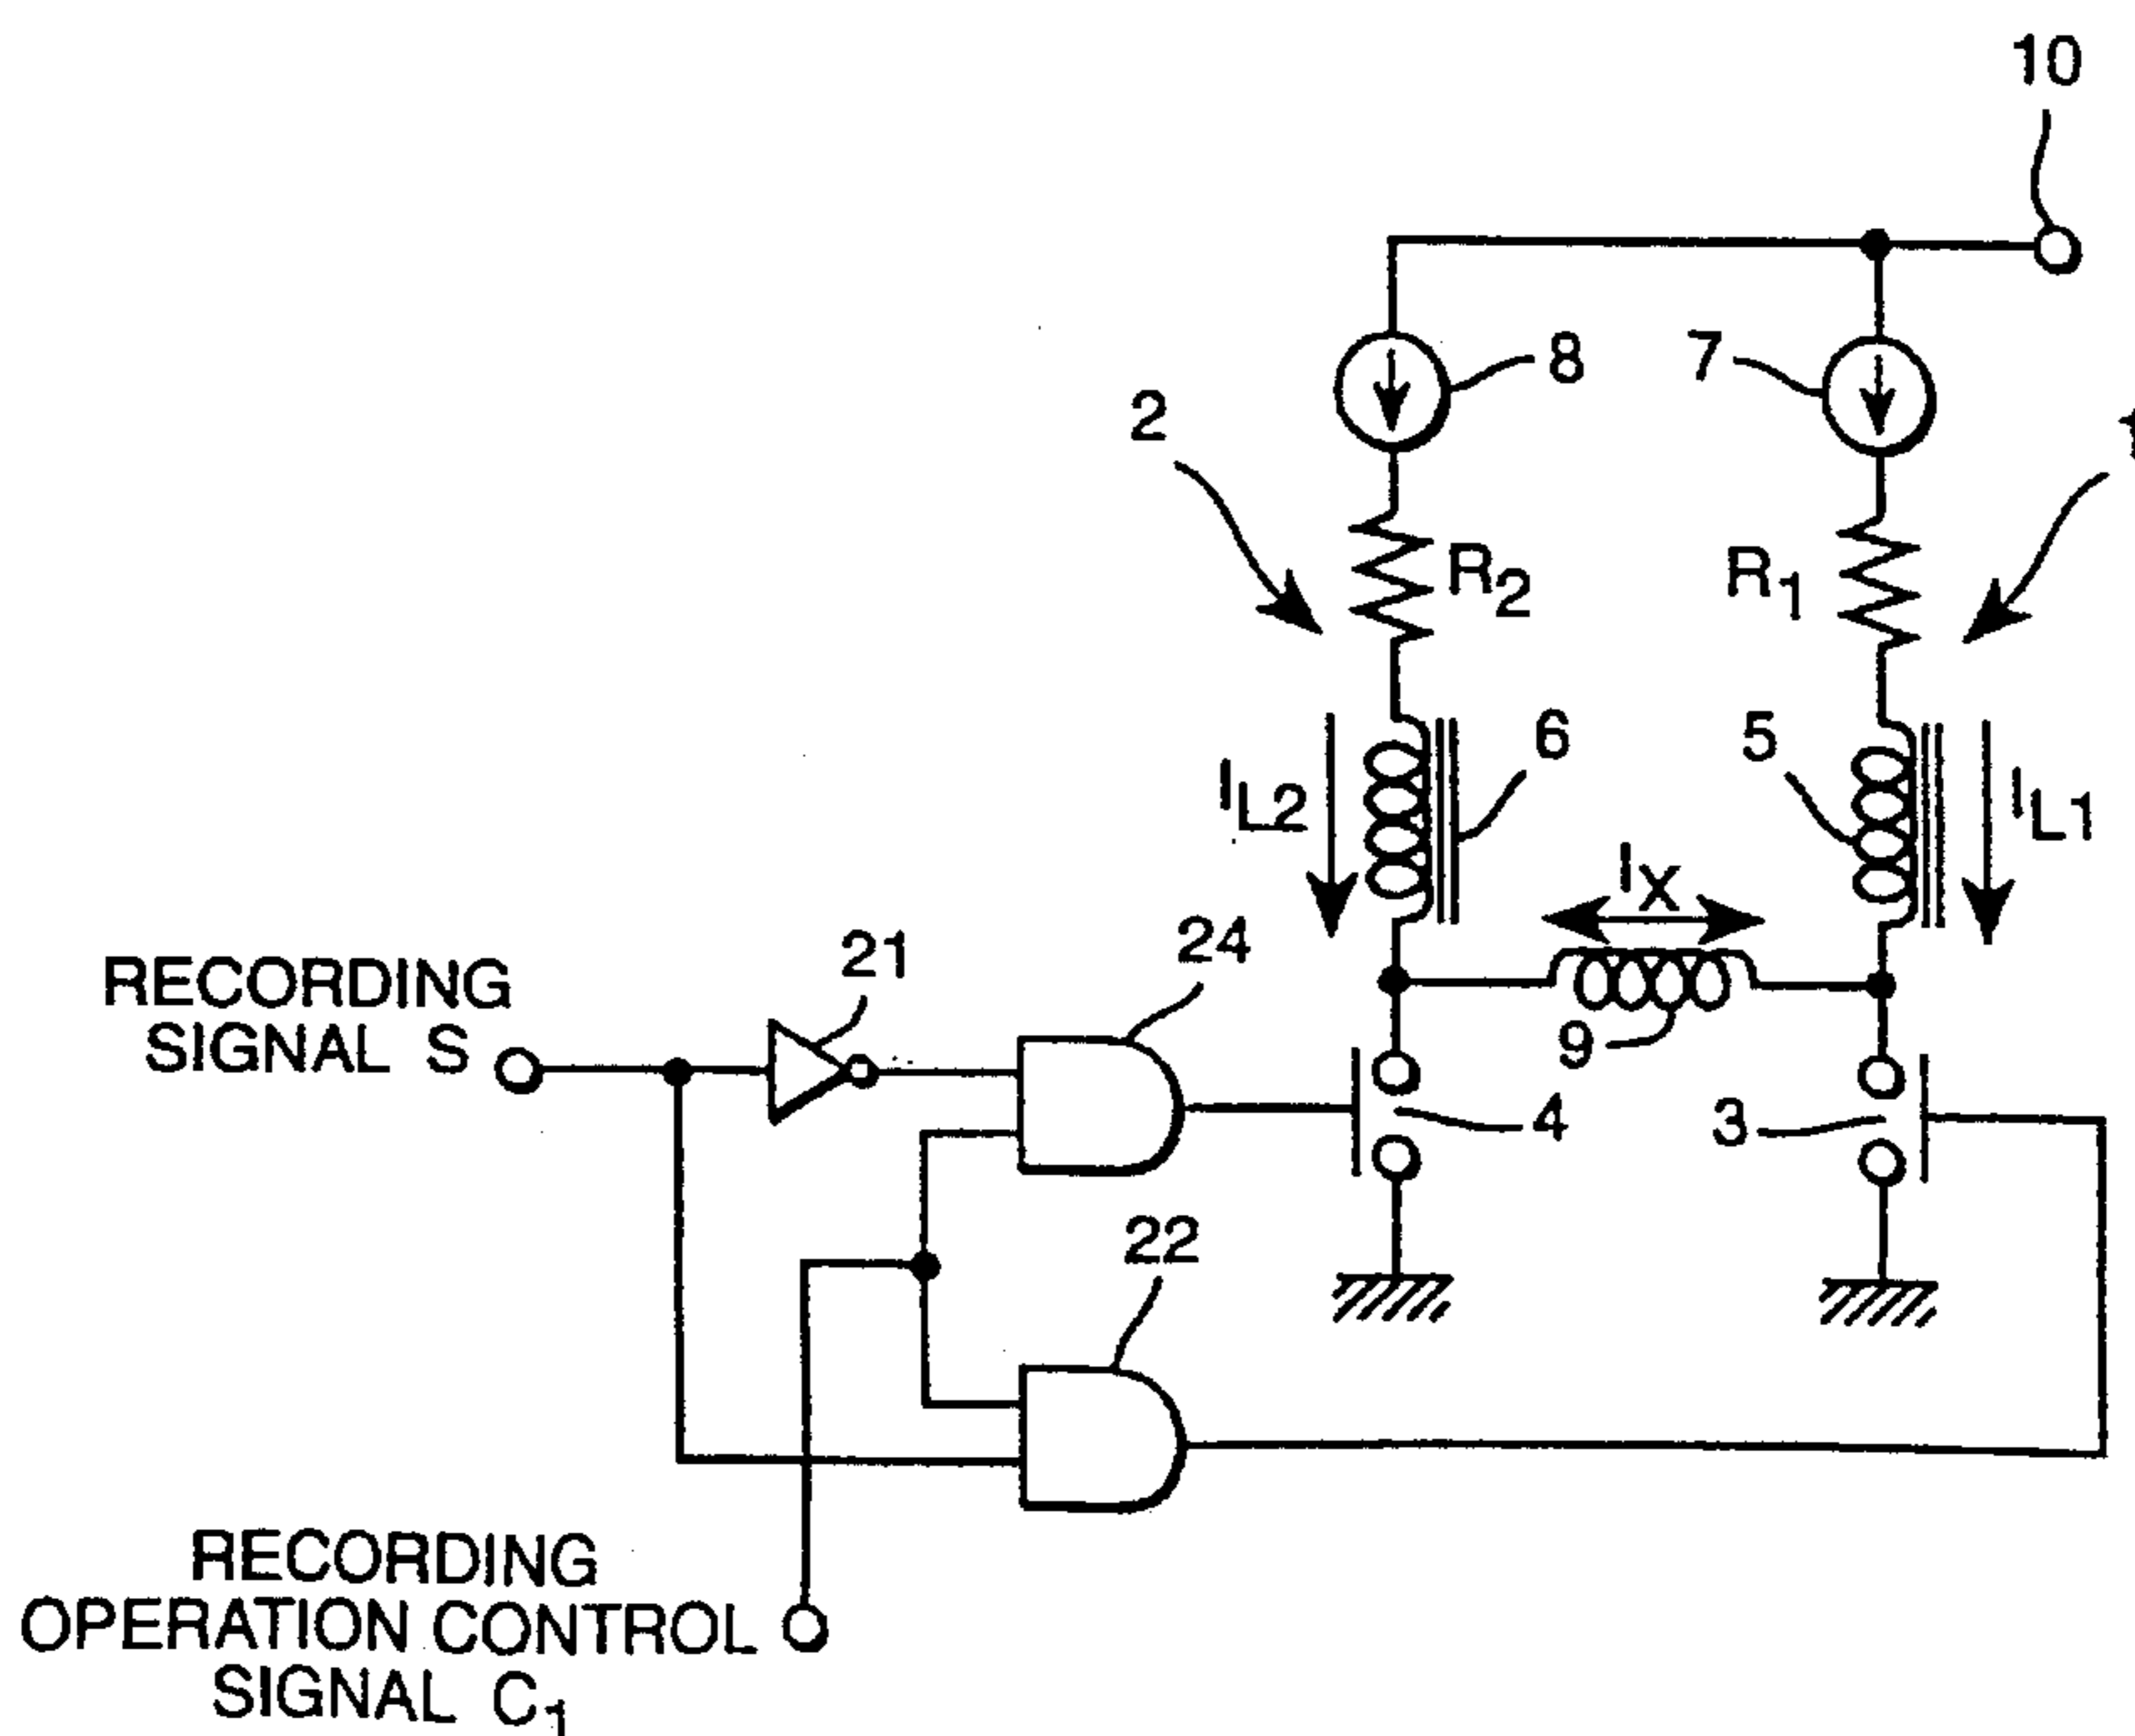 10
8
7
2
1
R2
R1
6
5
IL2
IL1
IX
24
21
RECORDING
SIGNAL S
9
4
3
22
RECORDING
OPERATION CONTROL
SIGNAL C1